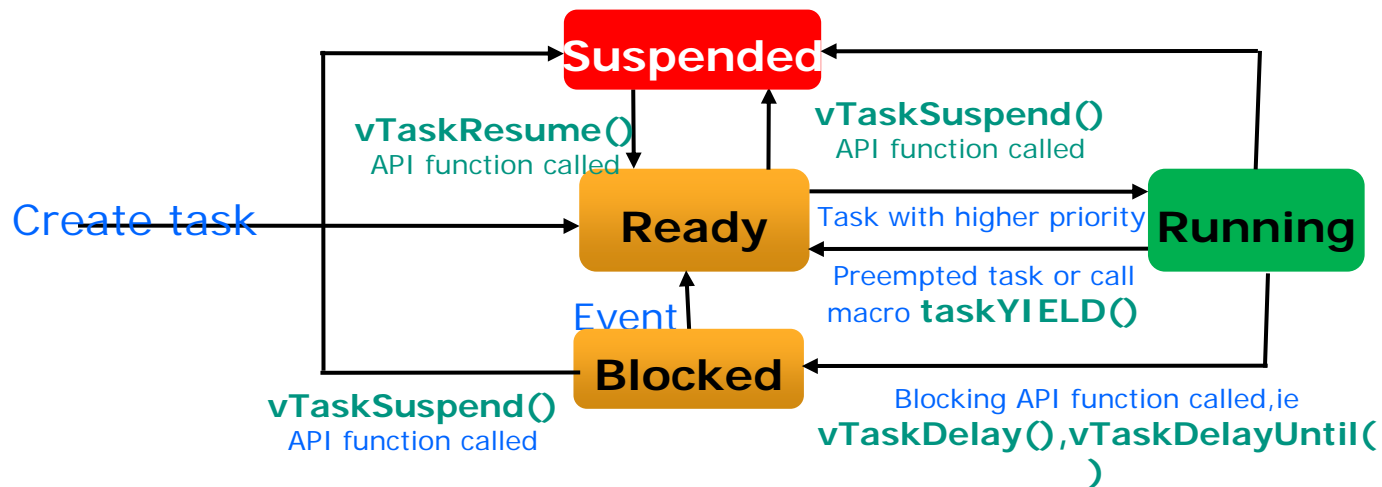 Suspended
vTaskResume()
API function called
vTaskSuspend()
API function called
Create task
Ready
Task with higher priority
Running
Preempted task or call
macro taskYIELD()
Event
Blocked
vTaskSuspend()
API function called
Blocking API function called,ie
vTaskDelay(),vTaskDelayUntil(
)